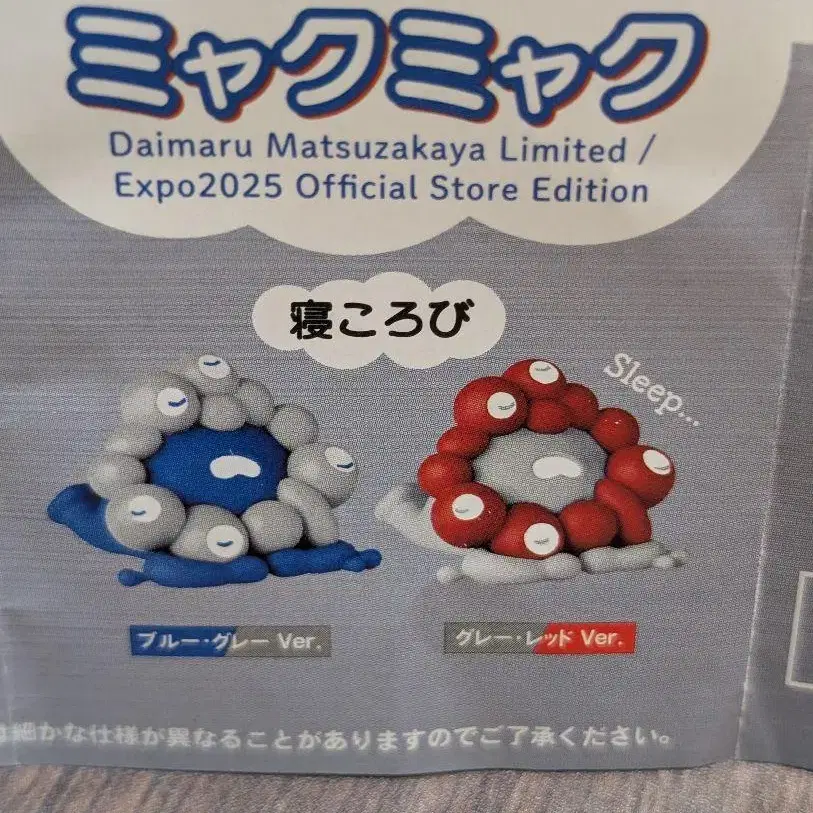 ミャクミャク
Daimaru Matsuzakaya Limited /
Expo2025 Official Store Edition
寝ころび
Sleep...
ブルー・グレー Ver.
グレー・レッド Ver.
細かな仕様が異なることがありますのでご了承ください。